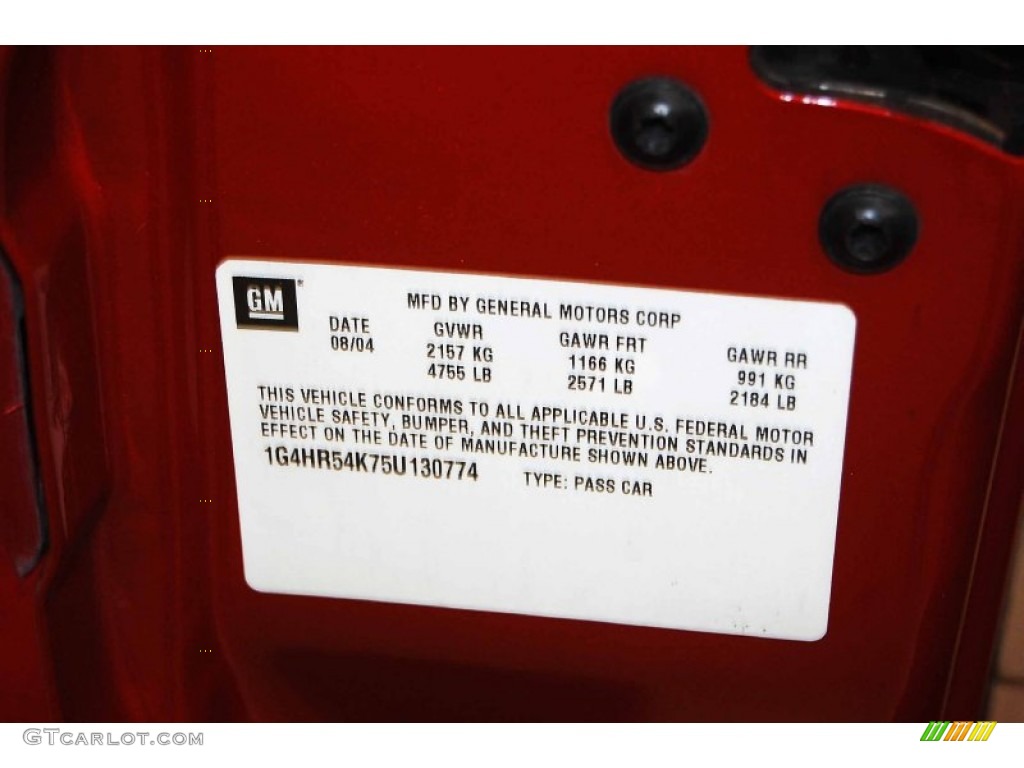 GM
MFD BY GENERAL MOTORS CORP
DATE GVWR GAWR FRT GAWR RR
08/04 2157 KG 1166 KG 991 KG
4755 LB 2571 LB 2184 LB
THIS VEHICLE CONFORMS TO ALL APPLICABLE U.S. FEDERAL MOTOR
VEHICLE SAFETY, BUMPER, AND THEFT PREVENTION STANDARDS IN
EFFECT ON THE DATE OF MANUFACTURE SHOWN ABOVE.
1G4HR54K75U130774 TYPE: PASS CAR
GTCARLOT.COM